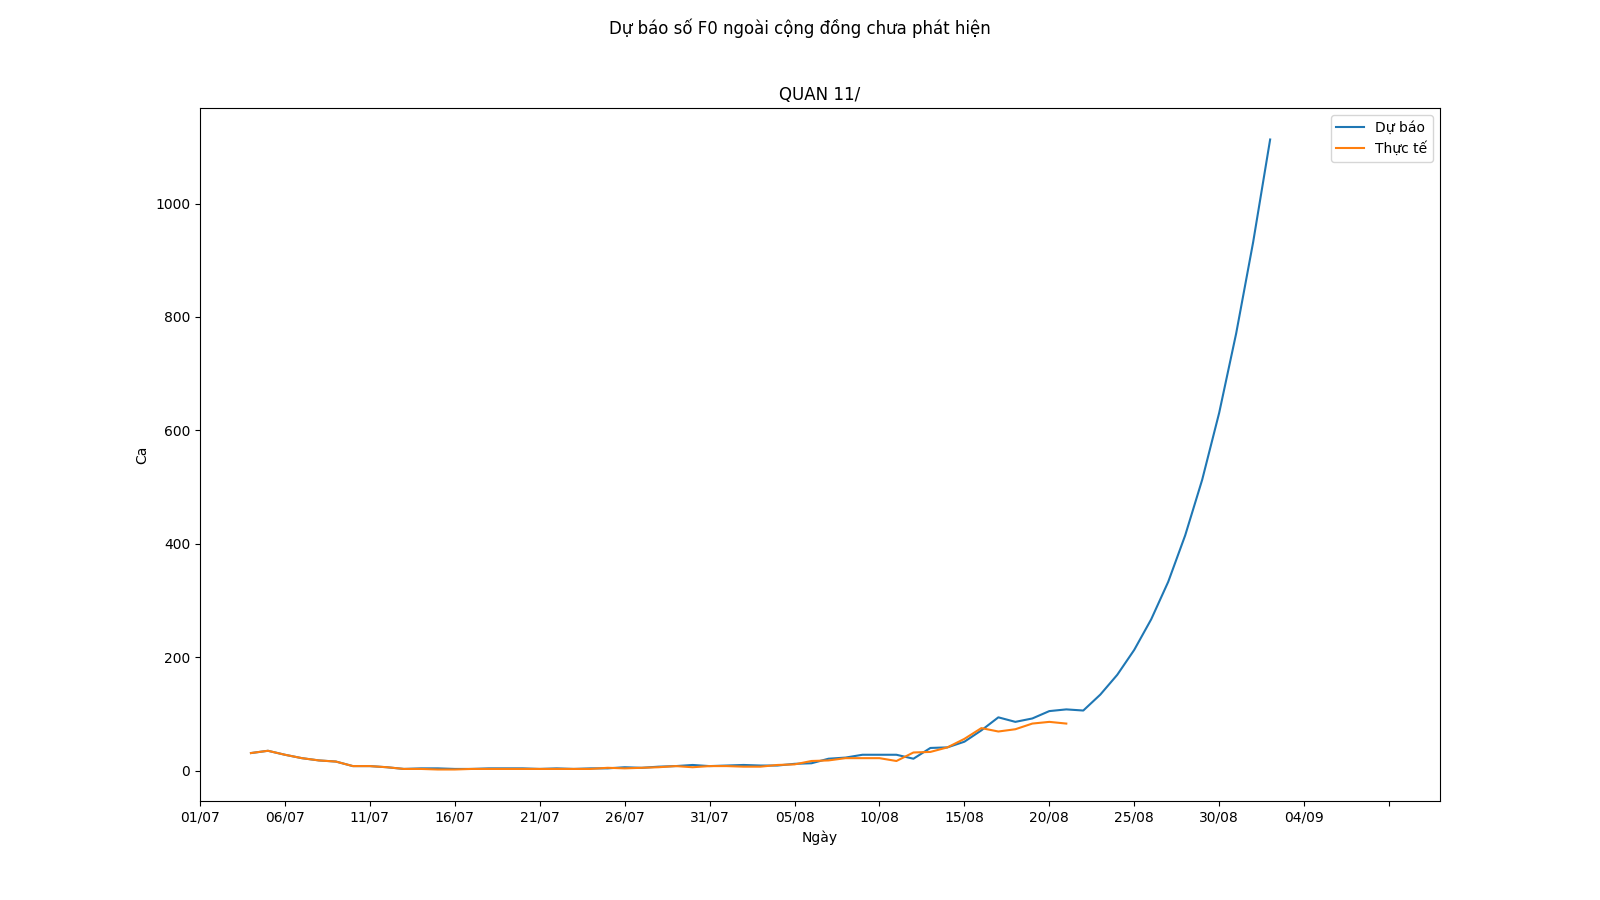 Dự báo số F0 ngoài cộng đồng chưa phát hiện
QUAN 11/
Dự báo
Thực tế
1000
800
600
400
200
0
Ca
01/07 06/07 11/07 16/07 21/07 26/07 31/07 05/08 10/08 15/08 20/08 25/08 30/08 04/09
Ngày